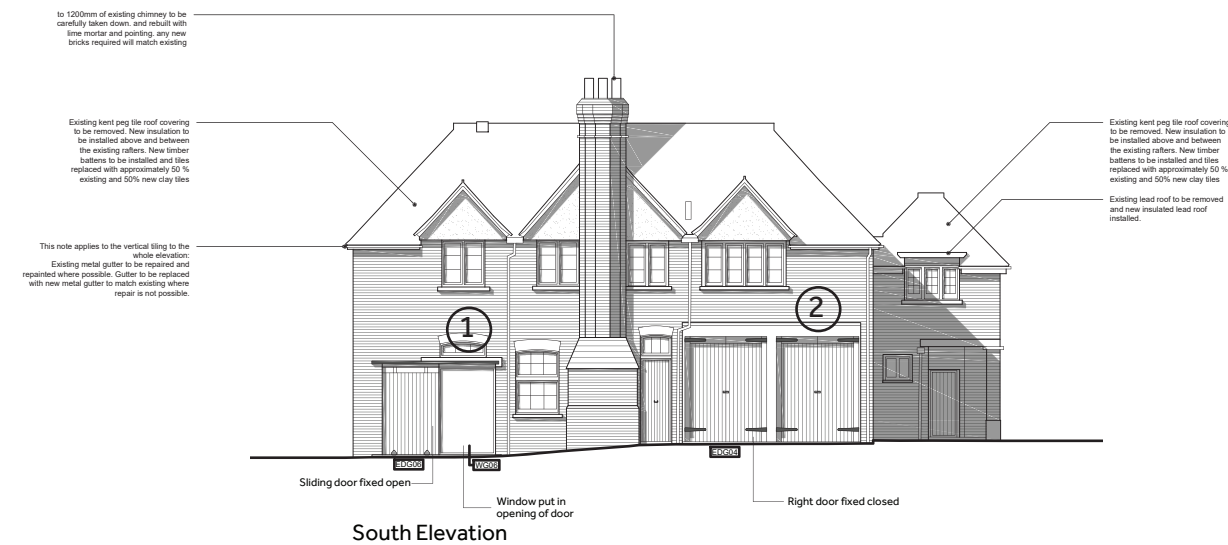 to 1200mm of existing chimney to be
carefully taken down. and rebuilt with
lime mortar and pointing. any new
bricks required will match existing
Existing kent peg tile roof covering
to be removed. New insulation to
be installed above and between
the existing rafters. New timber
battens to be installed and tiles
replaced with approximately 50 %
existing and 50% new clay tiles
This note applies to the vertical tiling to the
whole elevation:
Existing metal gutter to be repaired and
repainted where possible. Gutter to be replaced
with new metal gutter to match existing where
repair is not possible.
Existing kent peg tile roof covering
to be removed. New insulation to
be installed above and between
the existing rafters. New timber
battens to be installed and tiles
replaced with approximately 50 %
existing and 50% new clay tiles
Existing lead roof to be removed
and new insulated lead roof
installed.
1
2
EDG06
WG08
EDG04
Sliding door fixed open
Window put in
opening of door
Right door fixed closed
South Elevation